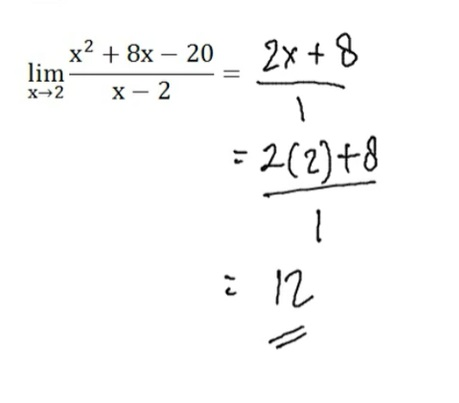 lim x→2 (x² + 8x − 20)/(x − 2) = (2x + 8)/1
= (2(2)+8)/1
= 12